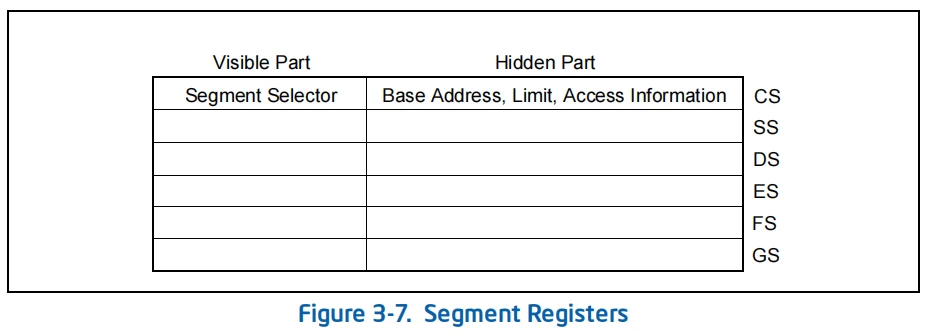 Visible Part Hidden Part
Segment Selector Base Address, Limit, Access Information CS
SS
DS
ES
FS
GS
Figure 3-7. Segment Registers